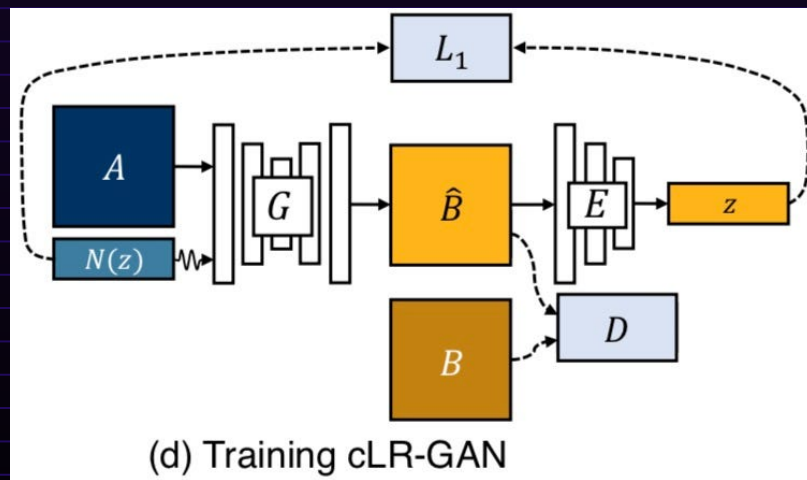 L₁
A
G
B̂
E
z
N(z)
B
D
(d) Training cLR-GAN